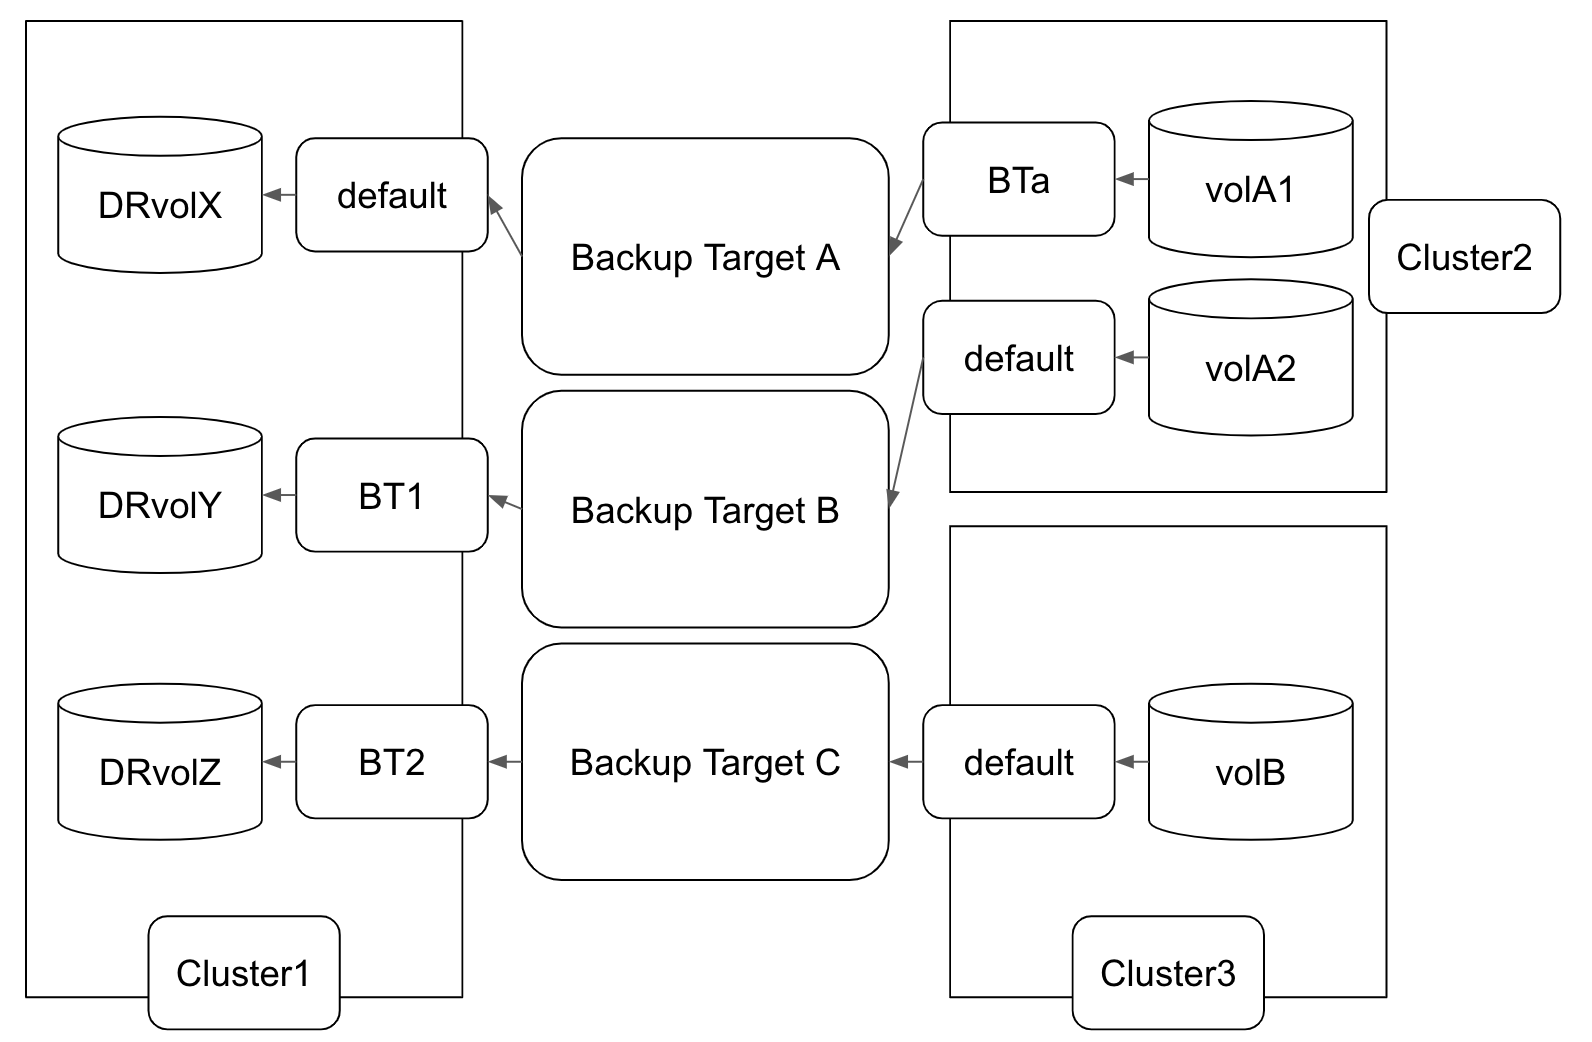 DRvolX
default
Backup Target A
BTa
volA1
Cluster2
default
volA2
DRvolY
BT1
Backup Target B
DRvolZ
BT2
Backup Target C
default
volB
Cluster1
Cluster3